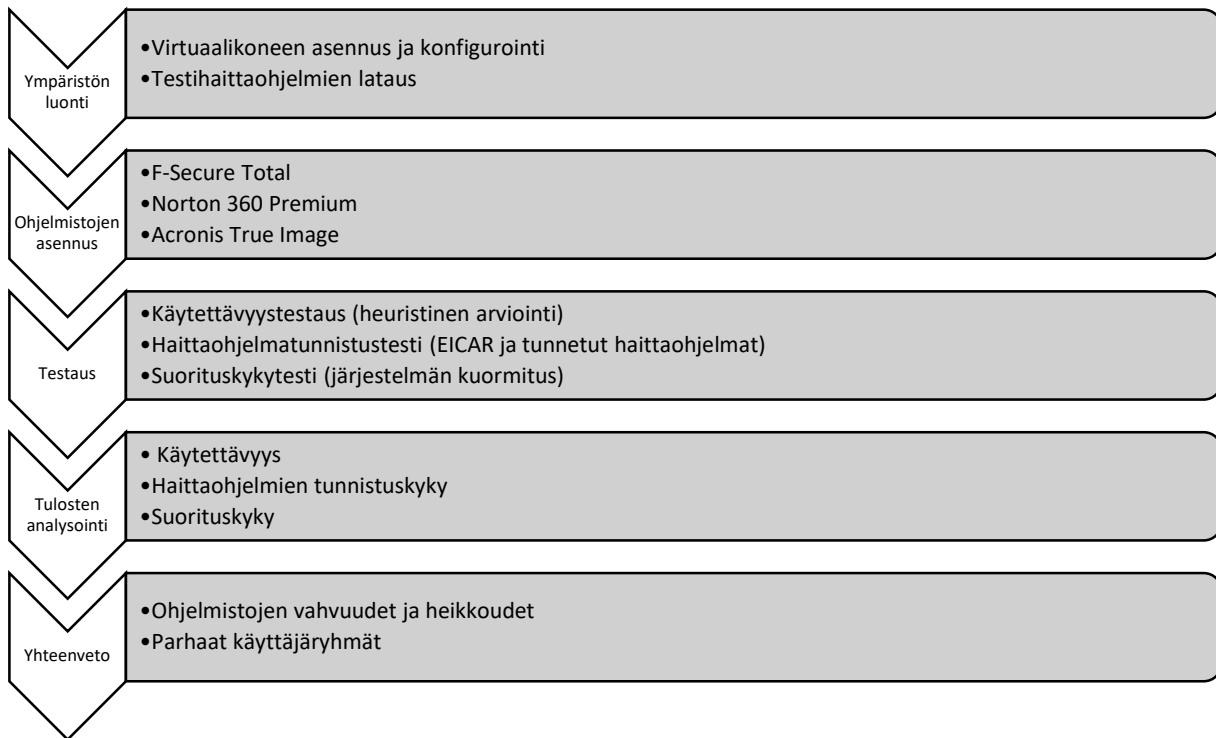 Ympäristön
luonti
•Virtuaalikoneen asennus ja konfigurointi
•Testihaittaohjelmien lataus
Ohjelmistojen
asennus
•F-Secure Total
•Norton 360 Premium
•Acronis True Image
Testaus
•Käytettävyystestaus (heuristinen arviointi)
•Haittaohjelmatunnistustesti (EICAR ja tunnetut haittaohjelmat)
•Suorituskykytesti (järjestelmän kuormitus)
Tulosten
analysointi
• Käytettävyys
•Haittaohjelmien tunnistuskyky
•Suorituskyky
Yhteenveto
•Ohjelmistojen vahvuudet ja heikkoudet
•Parhaat käyttäjäryhmät